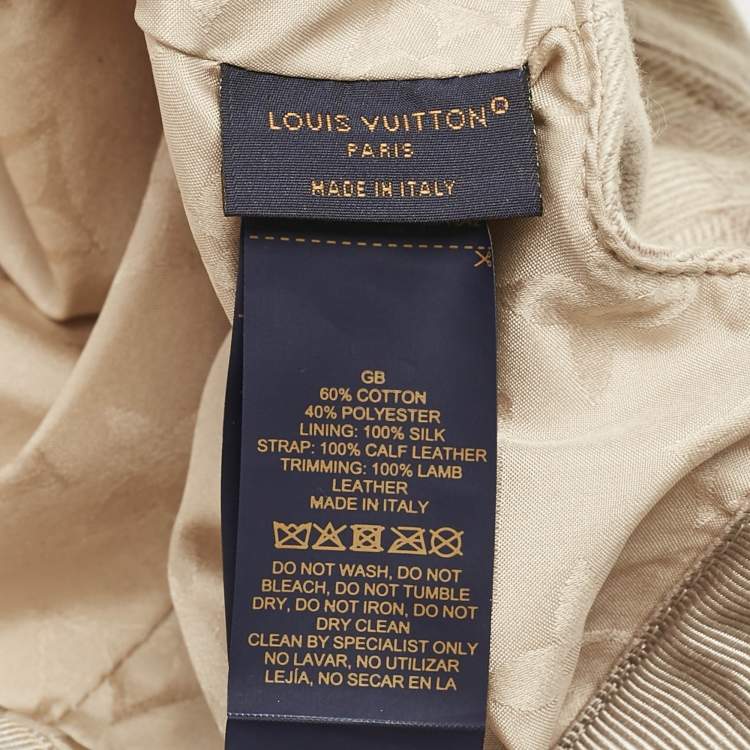 LOUIS VUITTON®
PARIS
MADE IN ITALY
GB
60% COTTON
40% POLYESTER
LINING: 100% SILK
STRAP: 100% CALF LEATHER
TRIMMING: 100% LAMB
LEATHER
MADE IN ITALY
DO NOT WASH, DO NOT
BLEACH, DO NOT TUMBLE
DRY, DO NOT IRON, DO NOT
DRY CLEAN
CLEAN BY SPECIALIST ONLY
NO LAVAR, NO UTILIZAR
LEJÍA, NO SECAR EN LA